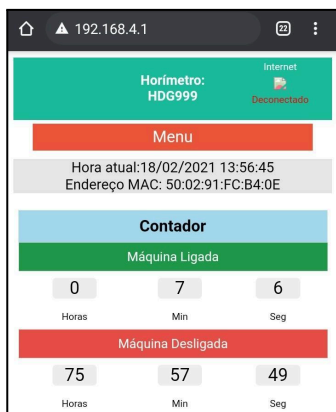 192.168.4.1
22
Internet
Horímetro:
HDG999
Deconectado
Menu
Hora atual:18/02/2021 13:56:45
Endereço MAC: 50:02:91:FC:B4:0E
Contador
Máquina Ligada
0 7 6
Horas Min Seg
Máquina Desligada
75 57 49
Horas Min Seg